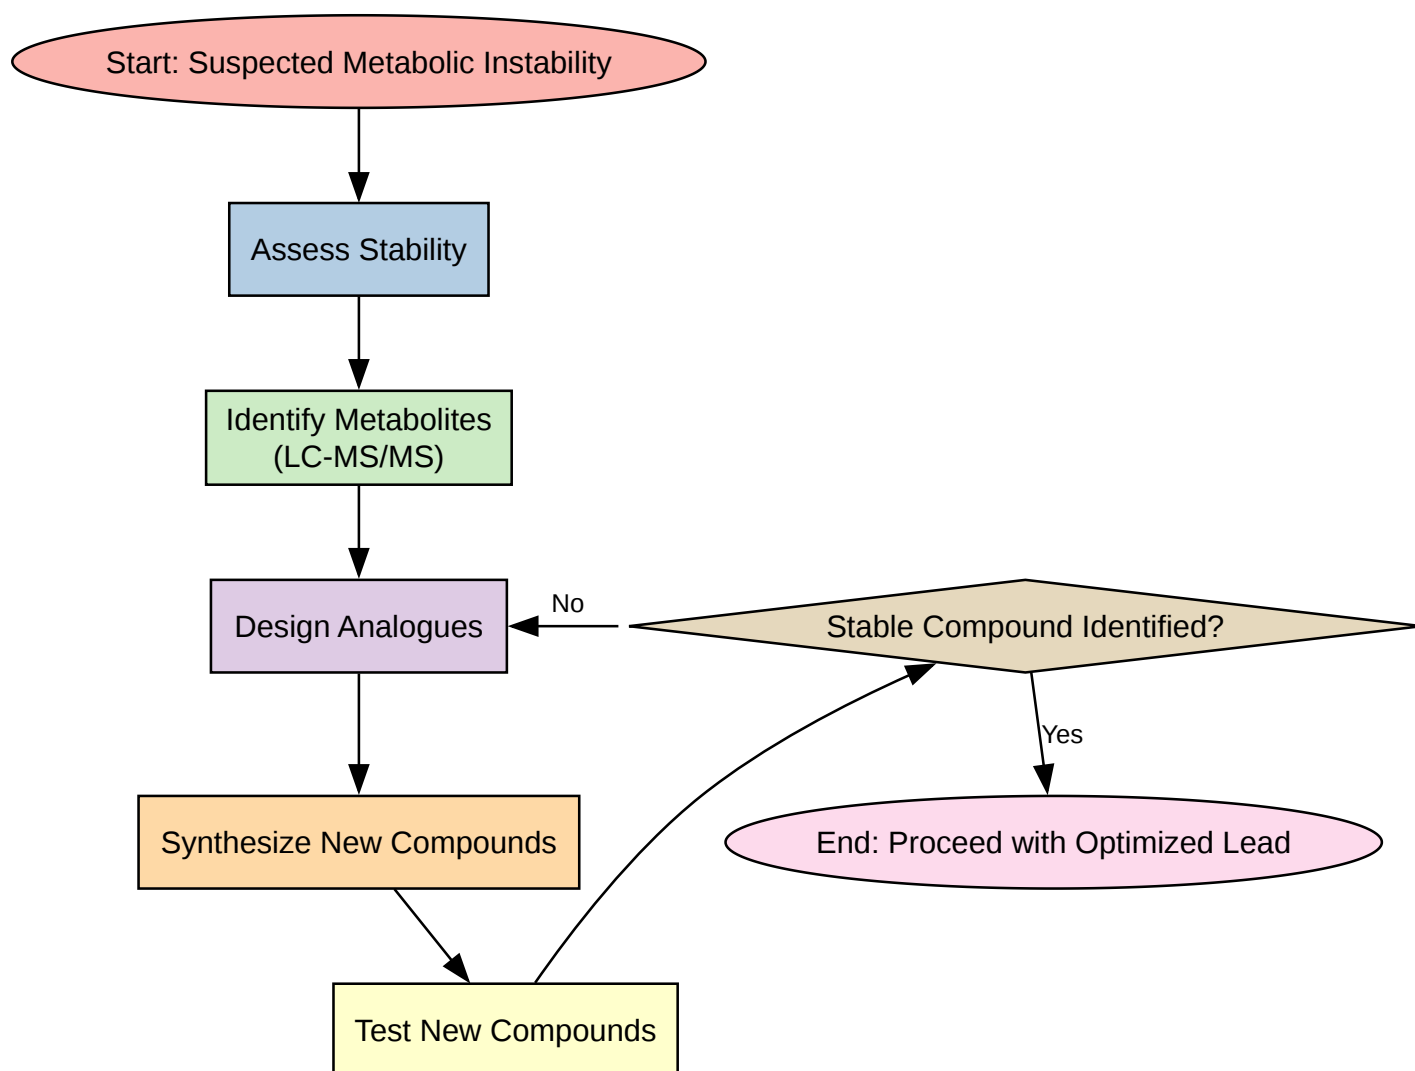 Start: Suspected Metabolic Instability
Assess Stability
Identify Metabolites
(LC-MS/MS)
Design Analogues
No
Stable Compound Identified?
Yes
Synthesize New Compounds
End: Proceed with Optimized Lead
Test New Compounds